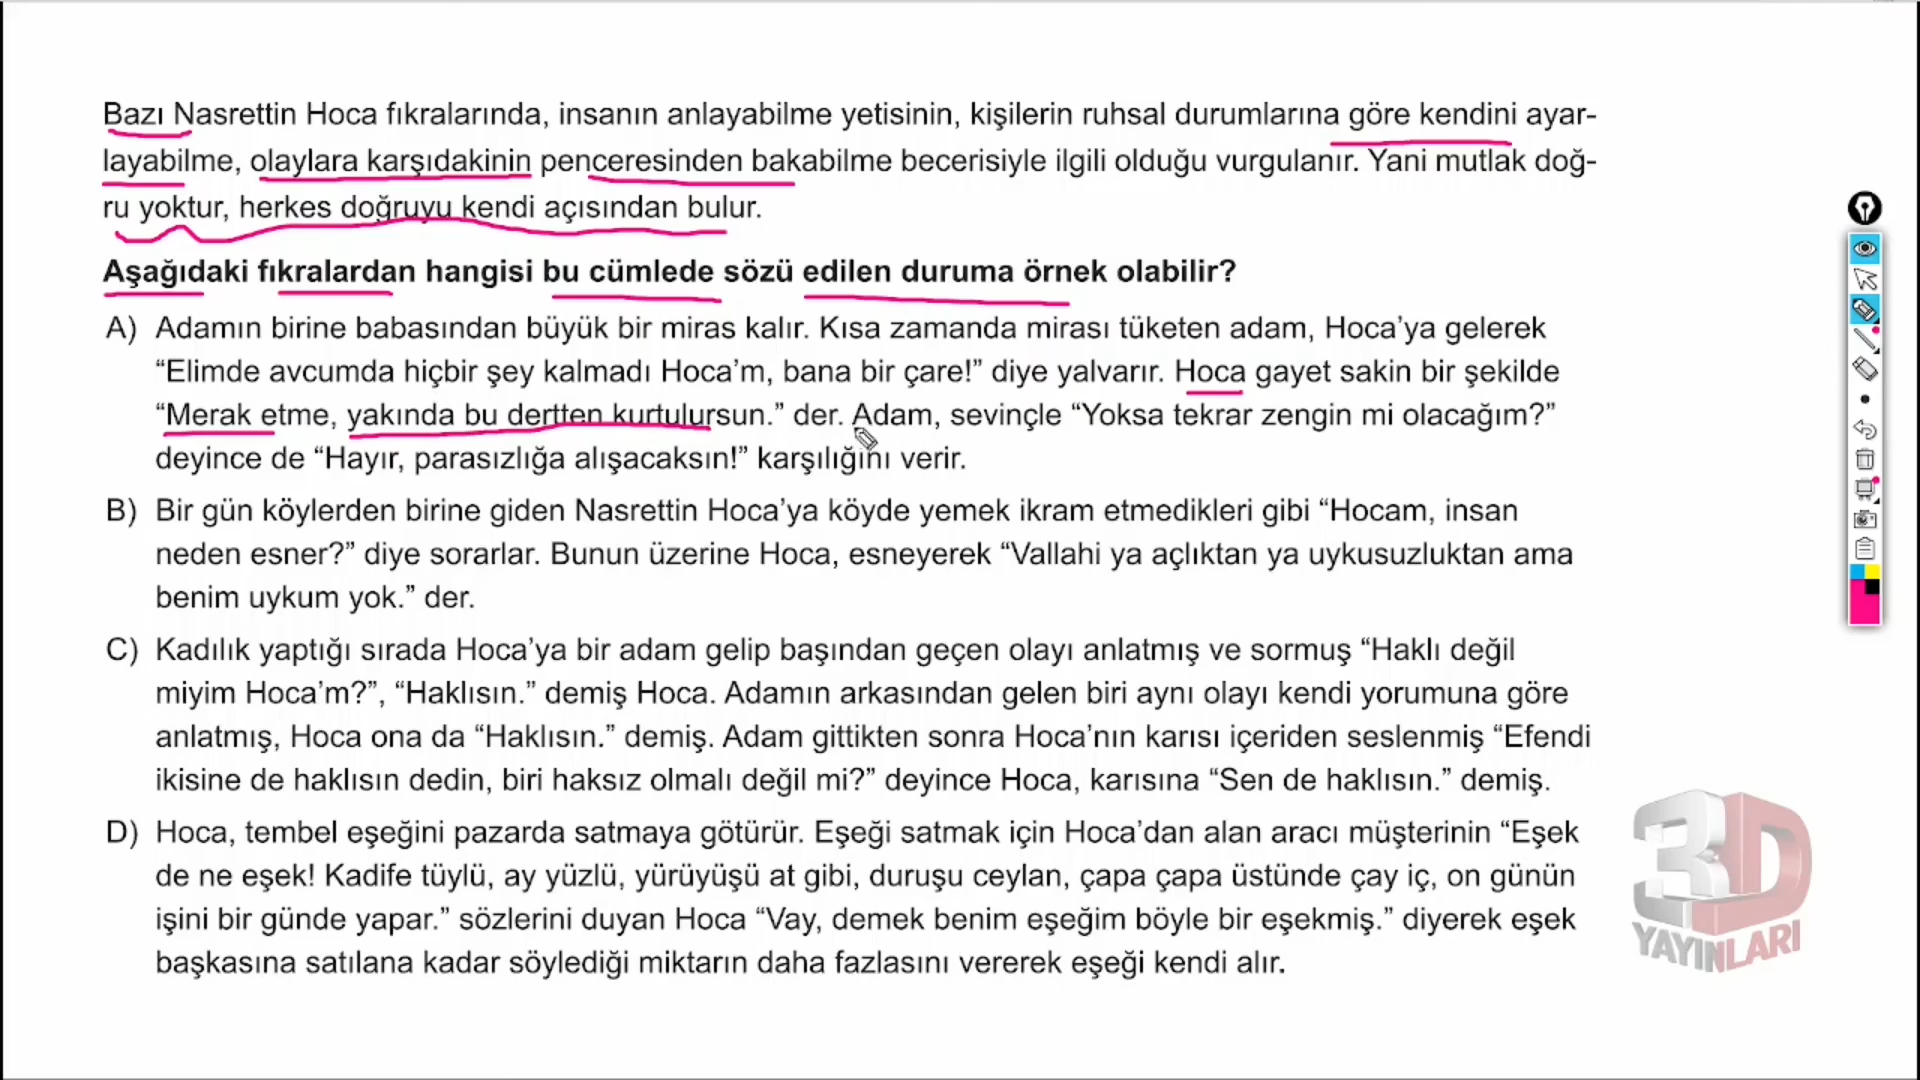 Bazı Nasrettin Hoca fıkralarında, insanın anlayabilme yetisinin, kişilerin ruhsal durumlarına göre kendini ayar-
layabilme, olaylara karşıdakinin penceresinden bakabilme becerisiyle ilgili olduğu vurgulanır. Yani mutlak doğ-
ru yoktur, herkes doğruyu kendi açısından bulur.
Aşağıdaki fıkralardan hangisi bu cümlede sözü edilen duruma örnek olabilir?
A) Adamın birine babasından büyük bir miras kalır. Kısa zamanda mirası tüketen adam, Hoca’ya gelerek
“Elimde avcumda hiçbir şey kalmadı Hoca’m, bana bir çare!” diye yalvarır. Hoca gayet sakin bir şekilde
“Merak etme, yakında bu dertten kurtulursun.” der. Adam, sevinçle “Yoksa tekrar zengin mi olacağım?”
deyince de “Hayır, parasızlığa alışacaksın!” karşılığını verir.
B) Bir gün köylerden birine giden Nasrettin Hoca’ya köyde yemek ikram etmedikleri gibi “Hocam, insan
neden esner?” diye sorarlar. Bunun üzerine Hoca, esneyerek “Vallahi ya açlıktan ya uykusuzluktan ama
benim uykum yok.” der.
C) Kadılık yaptığı sırada Hoca’ya bir adam gelip başından geçen olayı anlatmış ve sormuş “Haklı değil
miyim Hoca’m?”, “Haklısın.” demiş Hoca. Adamın arkasından gelen biri aynı olayı kendi yorumuna göre
anlatmış, Hoca ona da “Haklısın.” demiş. Adam gittikten sonra Hoca’nın karısı içeriden seslenmiş “Efendi
ikisine de haklısın dedin, biri haksız olmalı değil mi?” deyince Hoca, karısına “Sen de haklısın.” demiş.
D) Hoca, tembel eşeğini pazarda satmaya götürür. Eşeği satmak için Hoca’dan alan aracı müşterinin “Eşek
de ne eşek! Kadife tüylü, ay yüzlü, yürüyüşü at gibi, duruşu ceylan, çapa çapa üstünde çay iç, on günün
işini bir günde yapar.” sözlerini duyan Hoca “Vay, demek benim eşeğim böyle bir eşekmiş.” diyerek eşek
başkasına satılana kadar söylediği miktarın daha fazlasını vererek eşeği kendi alır.
3D
YAYINLARI